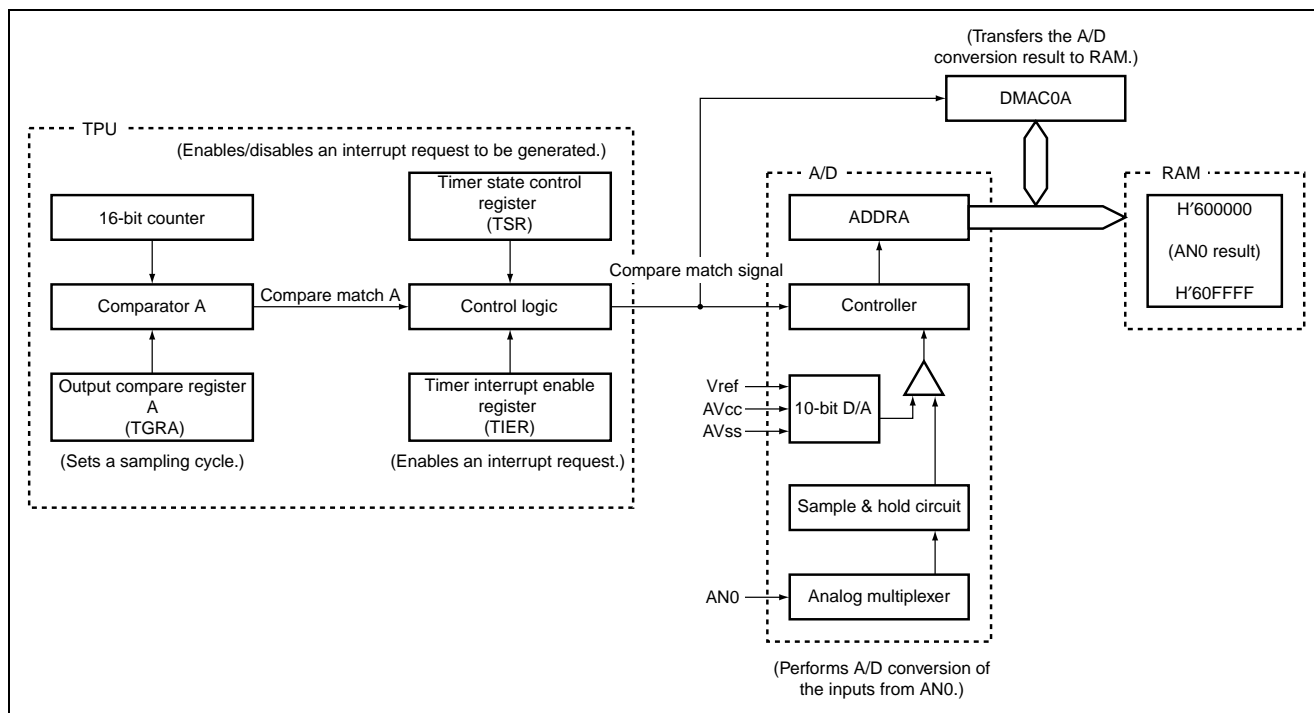 (Transfers the A/D
conversion result to RAM.)
DMAC0A
TPU
(Enables/disables an interrupt request to be generated.)
16-bit counter
Timer state control
register
(TSR)
Comparator A
Compare match A
Control logic
Compare match signal
Output compare register
A
(TGRA)
(Sets a sampling cycle.)
Timer interrupt enable
register
(TIER)
(Enables an interrupt request.)
A/D
ADDRA
Controller
Vref
AVcc
AVss
10-bit D/A
Sample & hold circuit
AN0
Analog multiplexer
(Performs A/D conversion of
the inputs from AN0.)
RAM
H′600000
(AN0 result)
H′60FFFF